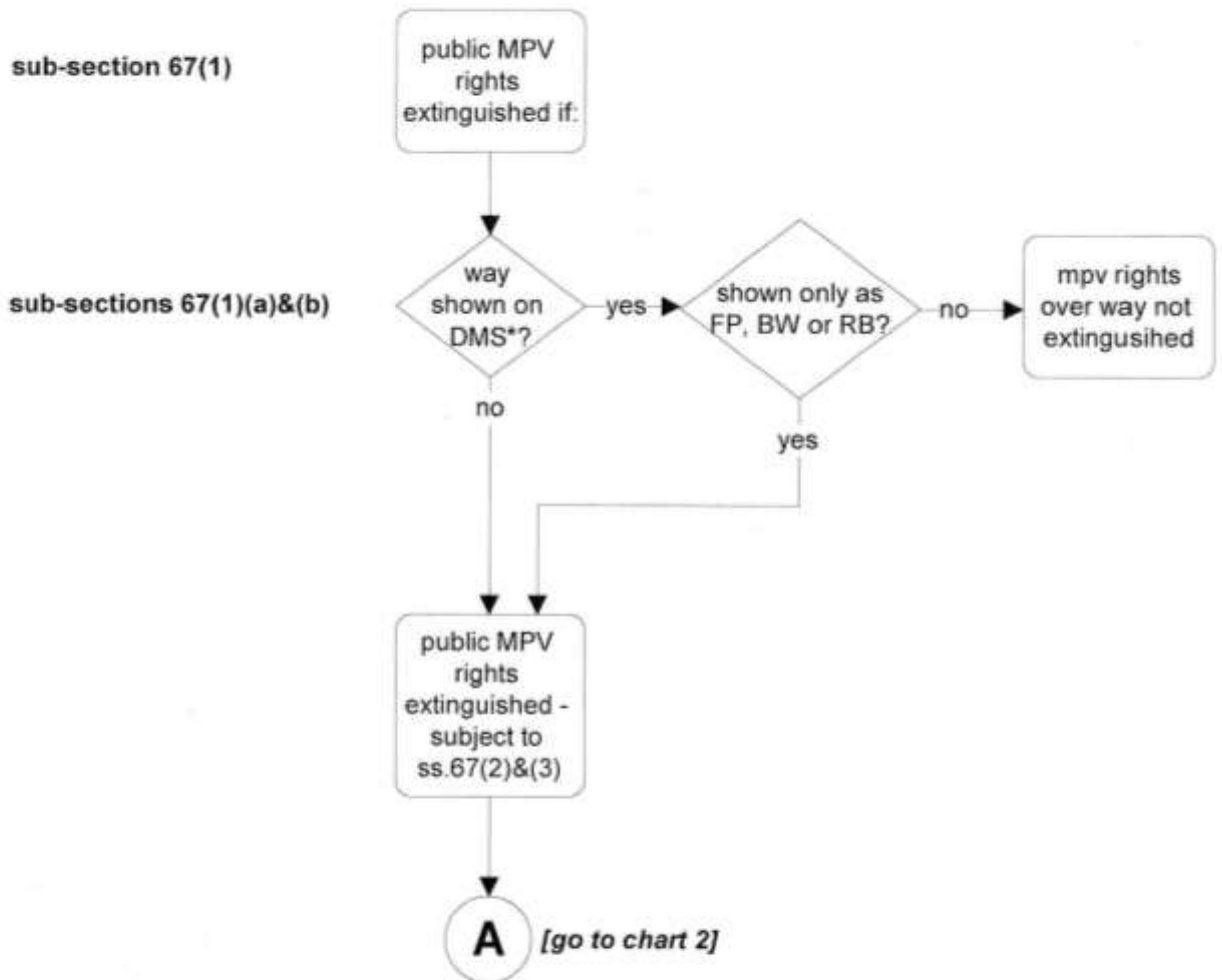 sub-section 67(1)
public MPV
rights
extinguished if:
sub-sections 67(1)(a)&(b)
way
shown on
DMS*?
yes
shown only as
FP, BW or RB?
no
mpv rights
over way not
extingusihed
no
yes
public MPV
rights
extinguished -
subject to
ss.67(2)&(3)
A
[go to chart 2]